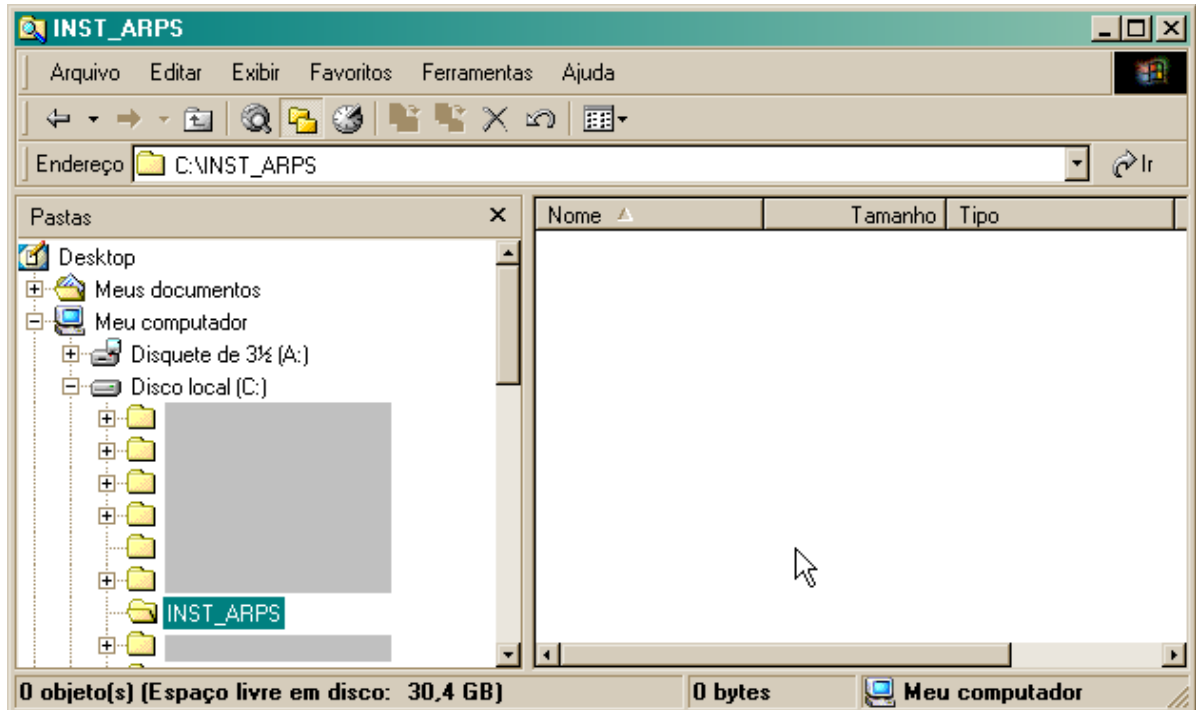 INST_ARPS
Arquivo Editar Exibir Favoritos Ferramentas Ajuda
Endereço C:\INST_ARPS Ir
Pastas
Nome Tamanho Tipo
Desktop
Meus documentos
Meu computador
Disquete de 3½ (A:)
Disco local (C:)
INST_ARPS
0 objeto(s) (Espaço livre em disco: 30,4 GB) 0 bytes Meu computador